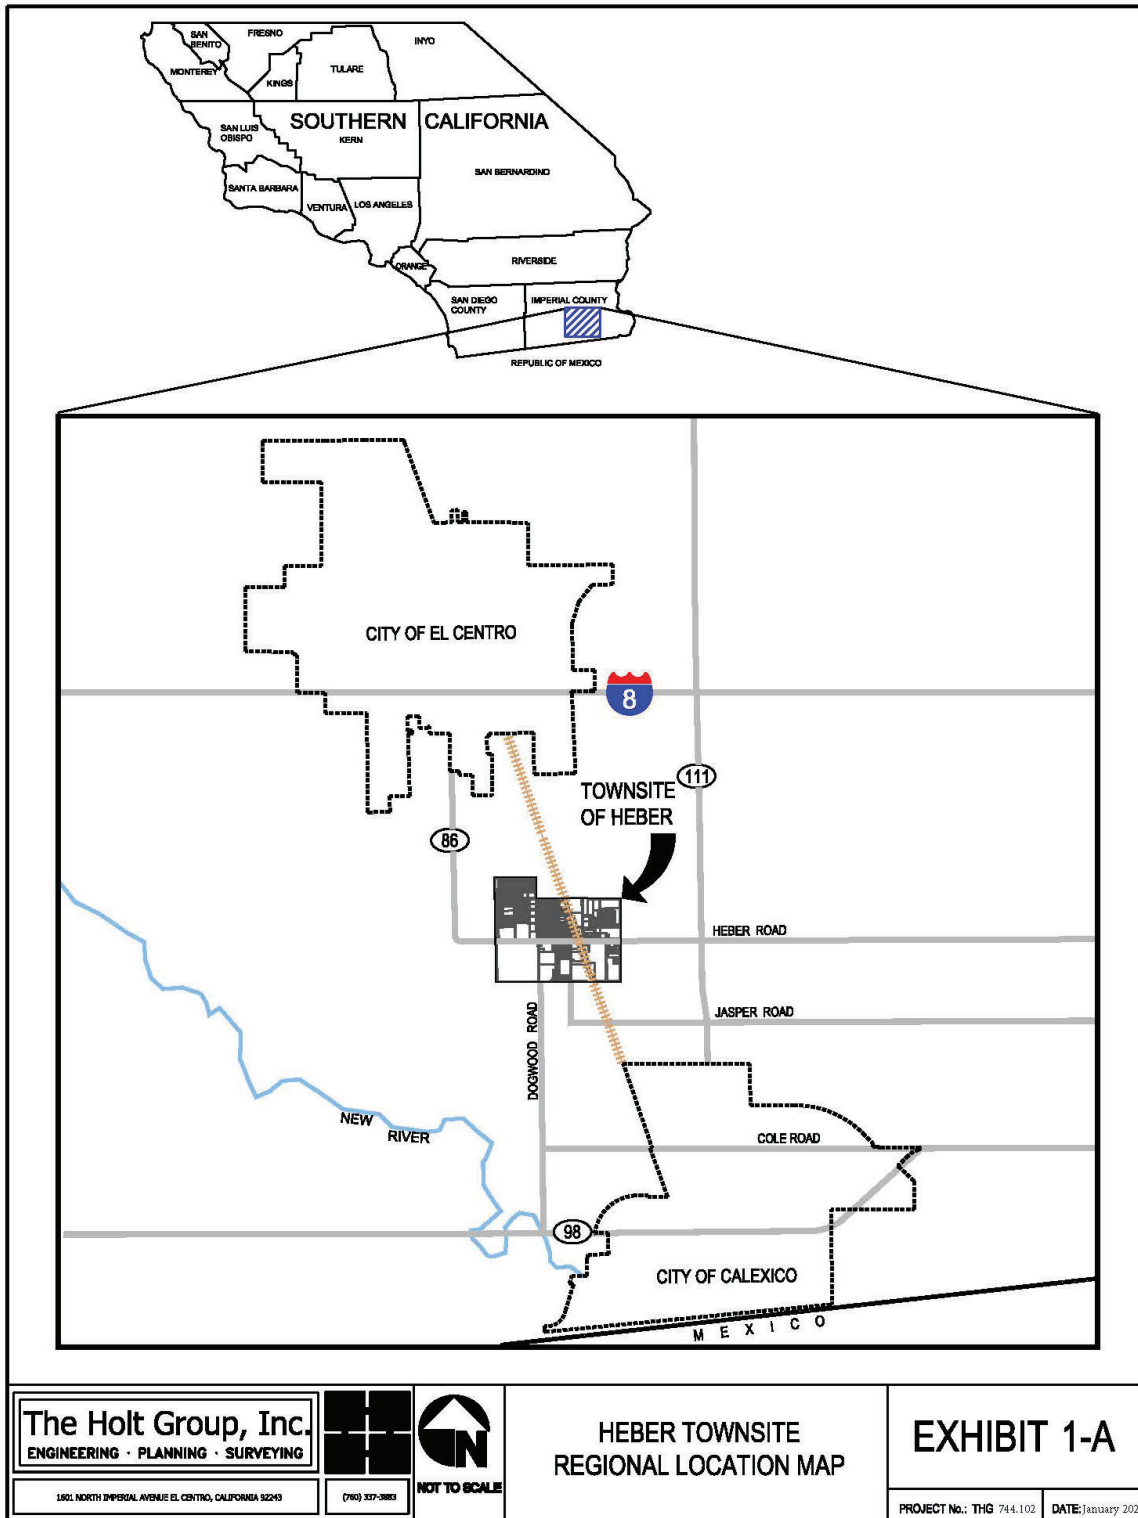 SAN
BENITO
FRESNO
INYO
MONTEREY
KINGS
TULARE
SOUTHERN CALIFORNIA
SAN LUIS
OBISPO
KERN
SAN BERNARDINO
SANTA BARBARA
VENTURA
LOS ANGELES
ORANGE
RIVERSIDE
SAN DIEGO
COUNTY
IMPERIAL COUNTY
REPUBLIC OF MEXICO
CITY OF EL CENTRO
8
TOWNSITE
OF HEBER
111
86
HEBER ROAD
JASPER ROAD
DOGWOOD ROAD
NEW
RIVER
COLE ROAD
98
CITY OF CALEXICO
MEXICO
The Holt Group, Inc.
ENGINEERING · PLANNING · SURVEYING
1601 NORTH IMPERIAL AVENUE EL CENTRO, CALIFORNIA 92243
(760) 337-3883
N
NOT TO SCALE
HEBER TOWNSITE
REGIONAL LOCATION MAP
EXHIBIT 1-A
PROJECT No.: THG 744.102
DATE: January 202